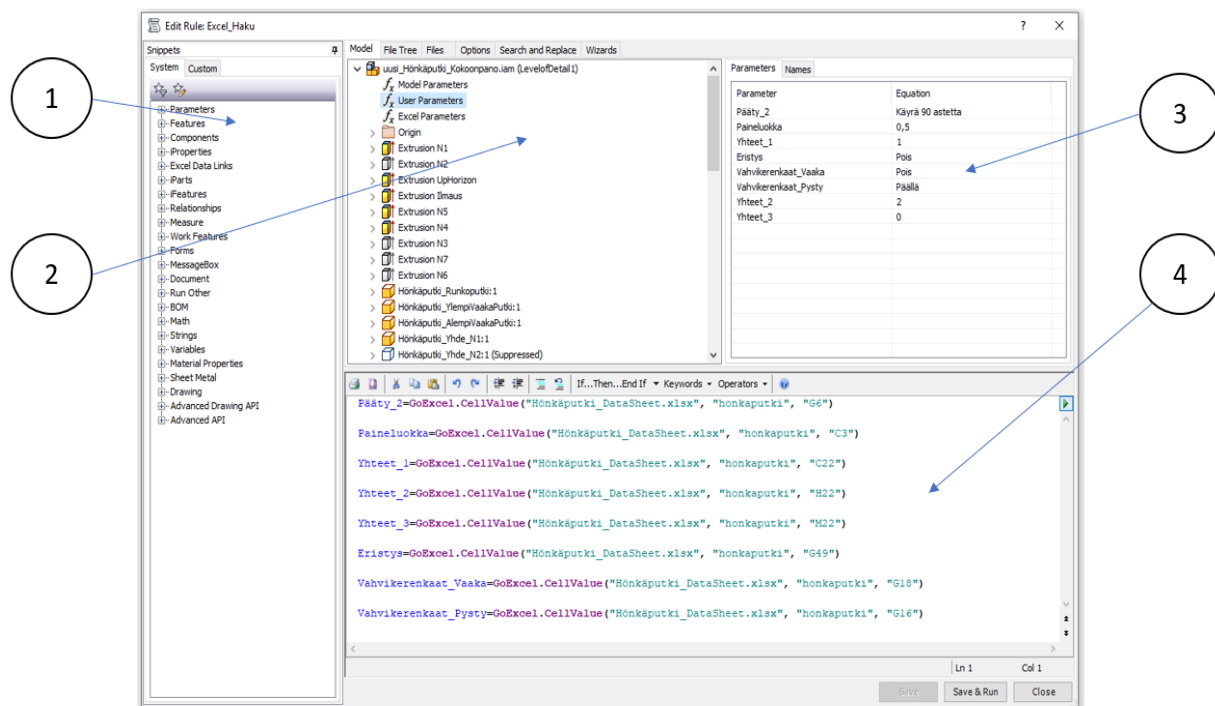 Edit Rule: Excel_Haku
?
Snippets
System Custom
Parameters
Features
Components
iProperties
Excel Data Links
iParts
iFeatures
Relationships
Measure
Work Features
Forms
MessageBox
Document
Run Other
BOM
Math
Strings
Variables
Material Properties
Sheet Metal
Drawing
Advanced Drawing API
Advanced API
Model File Tree Files Options Search and Replace Wizards
uusi_Hönkäputki_Kokoonpano.iam (LevelofDetail1)
fx Model Parameters
fx User Parameters
fx Excel Parameters
Origin
Extrusion N1
Extrusion N2
Extrusion UpHorizon
Extrusion Ilmaus
Extrusion N5
Extrusion N4
Extrusion N3
Extrusion N7
Extrusion N6
Hönkäputki_Runkoputki:1
Hönkäputki_YlempiVaakaPutki:1
Hönkäputki_AlempiVaakaPutki:1
Hönkäputki_Yhde_N1:1
Hönkäputki_Yhde_N2:1 (Suppressed)
Parameters Names
Parameter Equation
Pääty_2 Käyrä 90 astetta
Paineluokka 0,5
Yhteet_1 1
Eristys Pois
Vahvikerenkaat_Vaaka Pois
Vahvikerenkaat_Pysty Päällä
Yhteet_2 2
Yhteet_3 0
If...Then...End If Keywords Operators
Pääty_2=GoExcel.CellValue("Hönkäputki_DataSheet.xlsx", "honkaputki", "G6")
Paineluokka=GoExcel.CellValue("Hönkäputki_DataSheet.xlsx", "honkaputki", "C3")
Yhteet_1=GoExcel.CellValue("Hönkäputki_DataSheet.xlsx", "honkaputki", "C22")
Yhteet_2=GoExcel.CellValue("Hönkäputki_DataSheet.xlsx", "honkaputki", "H22")
Yhteet_3=GoExcel.CellValue("Hönkäputki_DataSheet.xlsx", "honkaputki", "M22")
Eristys=GoExcel.CellValue("Hönkäputki_DataSheet.xlsx", "honkaputki", "G49")
Vahvikerenkaat_Vaaka=GoExcel.CellValue("Hönkäputki_DataSheet.xlsx", "honkaputki", "G18")
Vahvikerenkaat_Pysty=GoExcel.CellValue("Hönkäputki_DataSheet.xlsx", "honkaputki", "G16")
Ln 1 Col 1
Save Save & Run Close
1
2
3
4